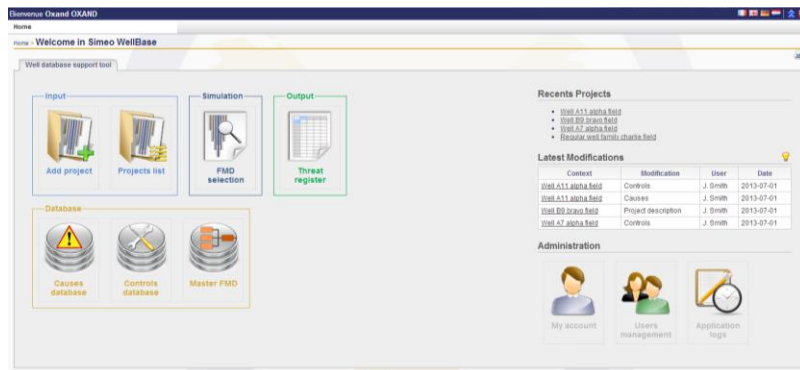 Bienvenue Oxand OXAND
Home
Home > Welcome in Simeo WellBase
Well database support tool
Input
Add project
Projects list
Simulation
FMD selection
Output
Threat register
Database
Causes database
Controls database
Master FMD
Recents Projects
Well A11 alpha field
Well B9 bravo field
Well A7 alpha field
Regular well family charlie field
Latest Modifications
Context Modification User Date
Well A11 alpha field Controls J. Smith 2013-07-01
Well A11 alpha field Causes J. Smith 2013-07-01
Well B9 bravo field Project description J. Smith 2013-07-01
Well A7 alpha field Controls J. Smith 2013-07-01
Administration
My account
Users management
Application logs